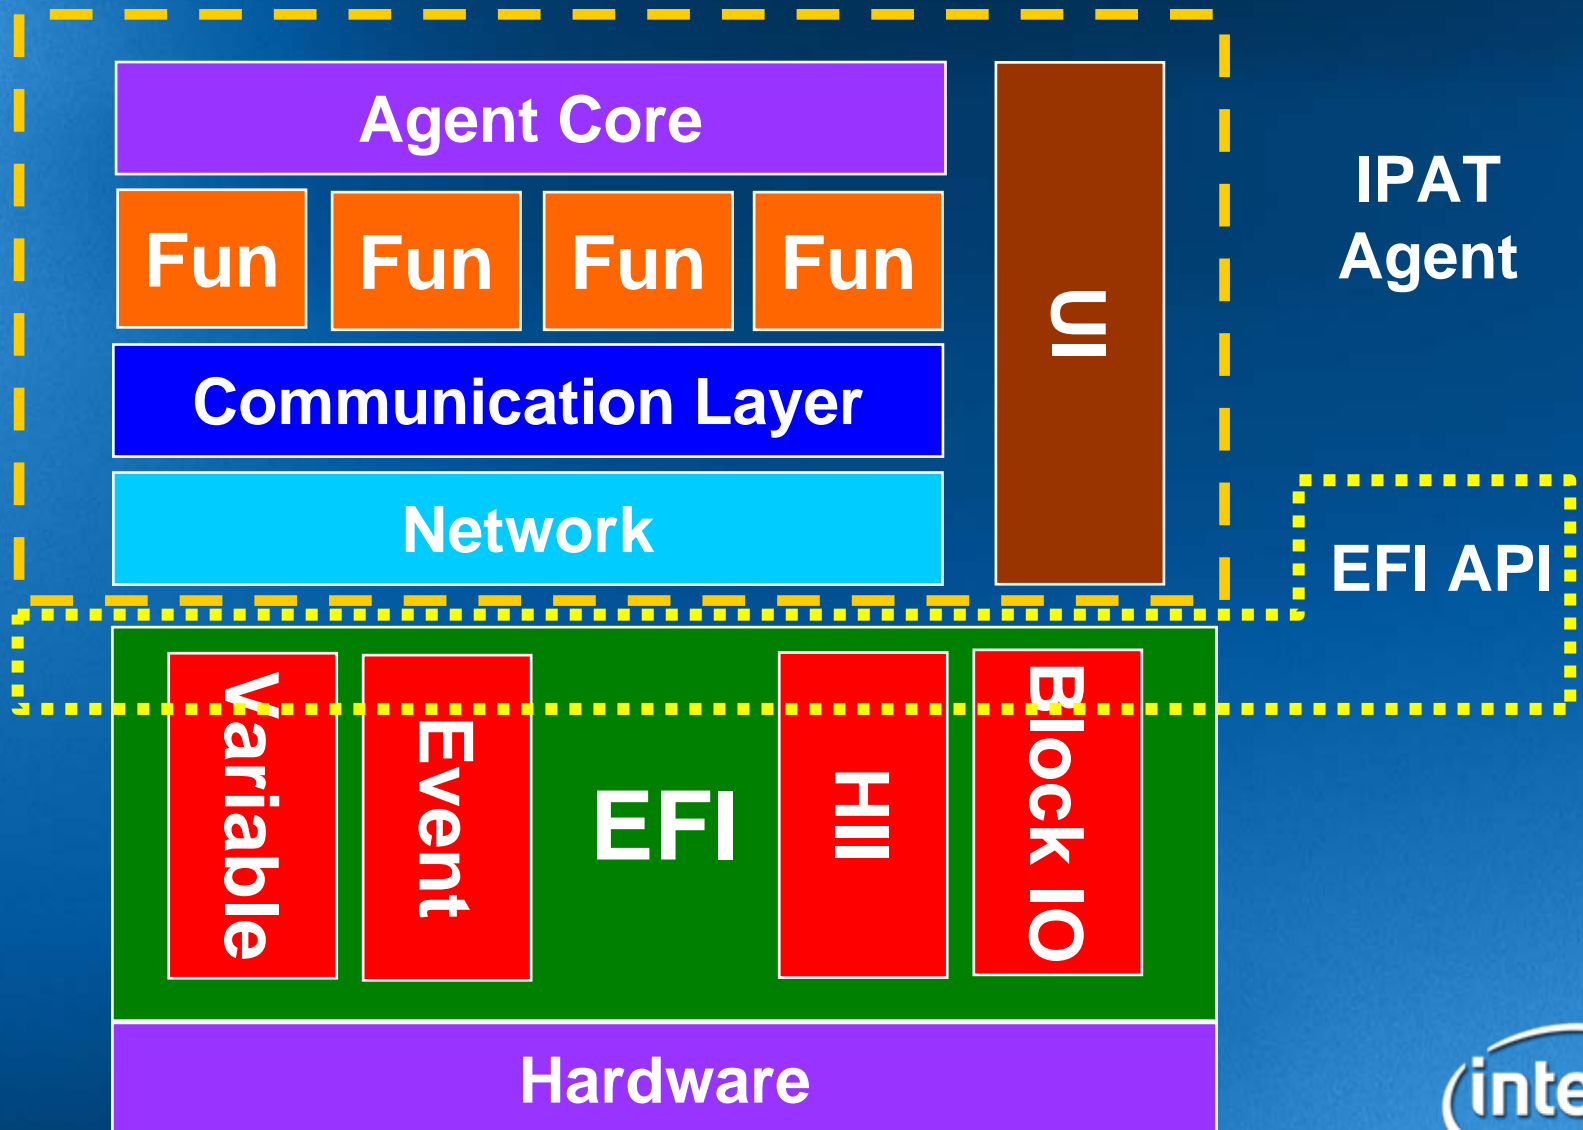 Agent Core
IPAT
Agent
Fun Fun Fun Fun
UI
Communication Layer
Network
EFI API
Variable
Event
EFI
HII
Block IO
Hardware
inte